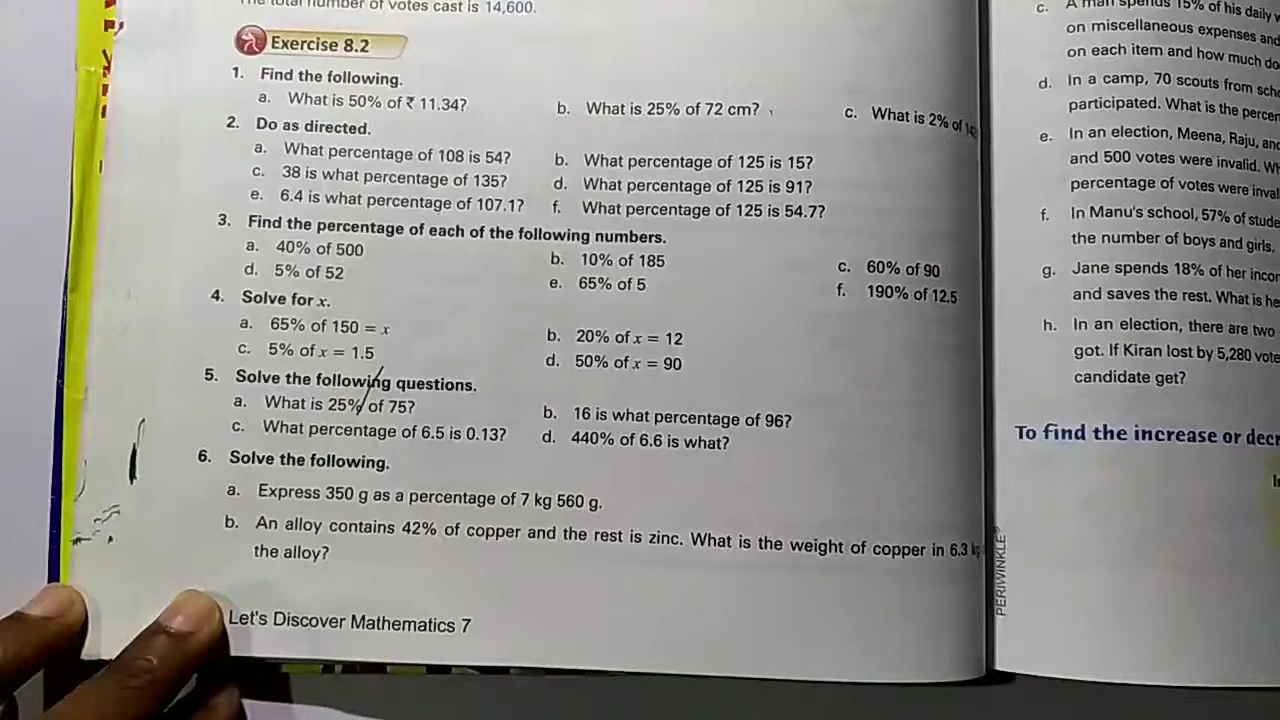 total number of votes cast is 14,600.
Exercise 8.2
1. Find the following.
a. What is 50% of ₹ 11.34? b. What is 25% of 72 cm? c. What is 2% of
2. Do as directed.
a. What percentage of 108 is 54? b. What percentage of 125 is 15?
c. 38 is what percentage of 135? d. What percentage of 125 is 91?
e. 6.4 is what percentage of 107.1? f. What percentage of 125 is 54.7?
3. Find the percentage of each of the following numbers.
a. 40% of 500 b. 10% of 185 c. 60% of 90
d. 5% of 52 e. 65% of 5 f. 190% of 12.5
4. Solve for x.
a. 65% of 150 = x b. 20% of x = 12
c. 5% of x = 1.5 d. 50% of x = 90
5. Solve the following questions.
a. What is 25% of 75? b. 16 is what percentage of 96?
c. What percentage of 6.5 is 0.13? d. 440% of 6.6 is what?
6. Solve the following.
a. Express 350 g as a percentage of 7 kg 560 g.
b. An alloy contains 42% of copper and the rest is zinc. What is the weight of copper in 6.3
the alloy?
Let's Discover Mathematics 7
c. A man spends 15% of his daily
on miscellaneous expenses and
on each item and how much do
d. In a camp, 70 scouts from
participated. What is the
e. In an election, Meena, Raju,
and 500 votes were invalid.
percentage of votes were
f. In Manu's school, 57% of
the number of boys and girls.
g. Jane spends 18% of her
and saves the rest. What is
h. In an election, there are two
got. If Kiran lost by 5,280
candidate get?
To find the increase or
PERIWINKLE